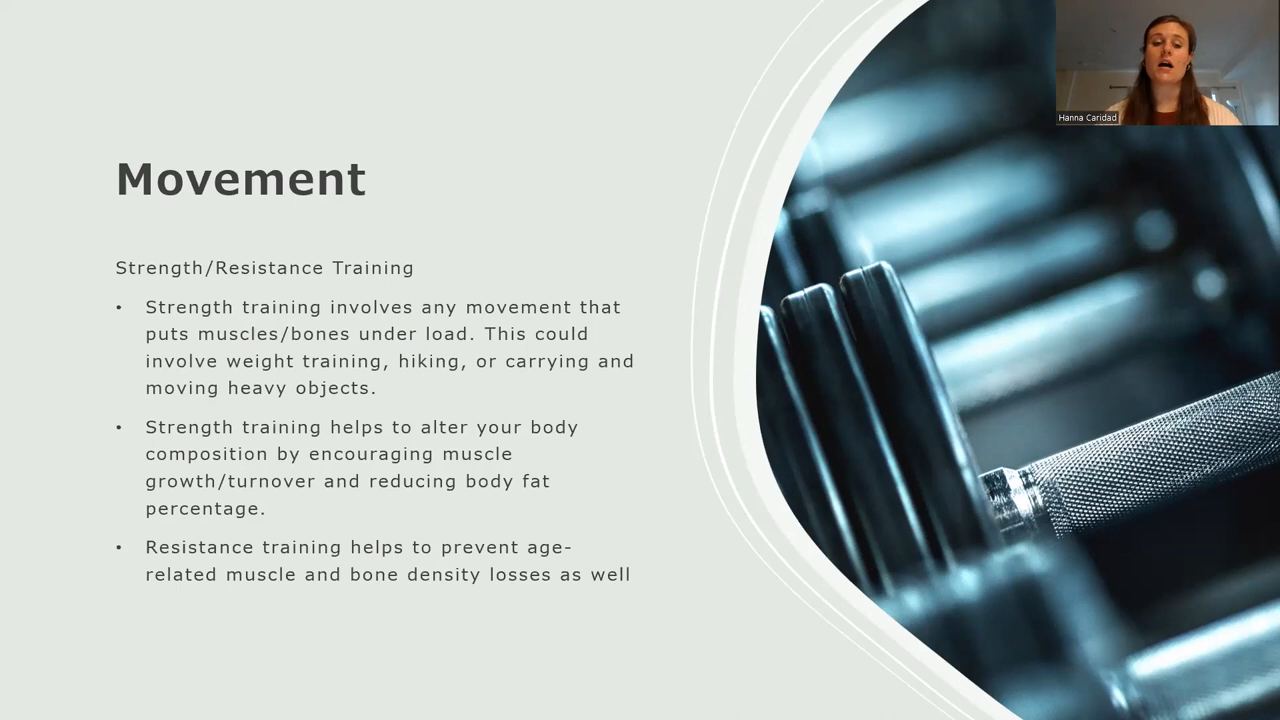 Hanna Caridad
Movement
Strength/Resistance Training
• Strength training involves any movement that
puts muscles/bones under load. This could
involve weight training, hiking, or carrying and
moving heavy objects.
• Strength training helps to alter your body
composition by encouraging muscle
growth/turnover and reducing body fat
percentage.
• Resistance training helps to prevent age-
related muscle and bone density losses as well